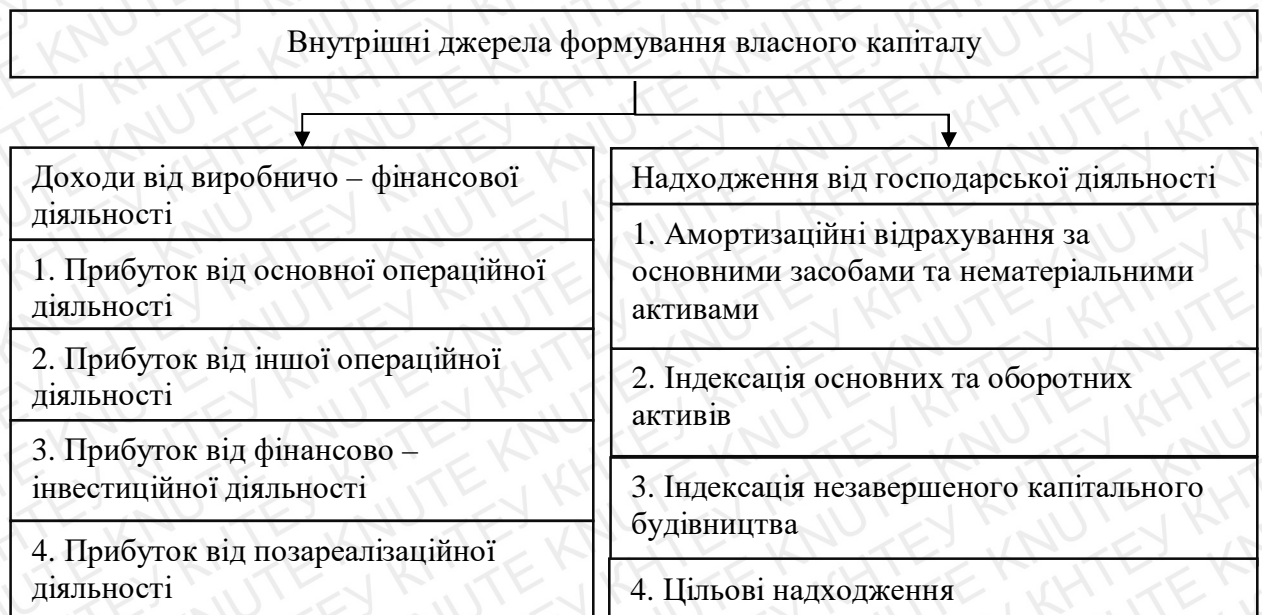 Внутрішні джерела формування власного капіталу
Доходи від виробничо – фінансової
діяльності
1. Прибуток від основної операційної
діяльності
2. Прибуток від іншої операційної
діяльності
3. Прибуток від фінансово –
інвестиційної діяльності
4. Прибуток від позареалізаційної
діяльності
Надходження від господарської діяльності
1. Амортизаційні відрахування за
основними засобами та нематеріальними
активами
2. Індексація основних та оборотних
активів
3. Індексація незавершеного капітального
будівництва
4. Цільові надходження